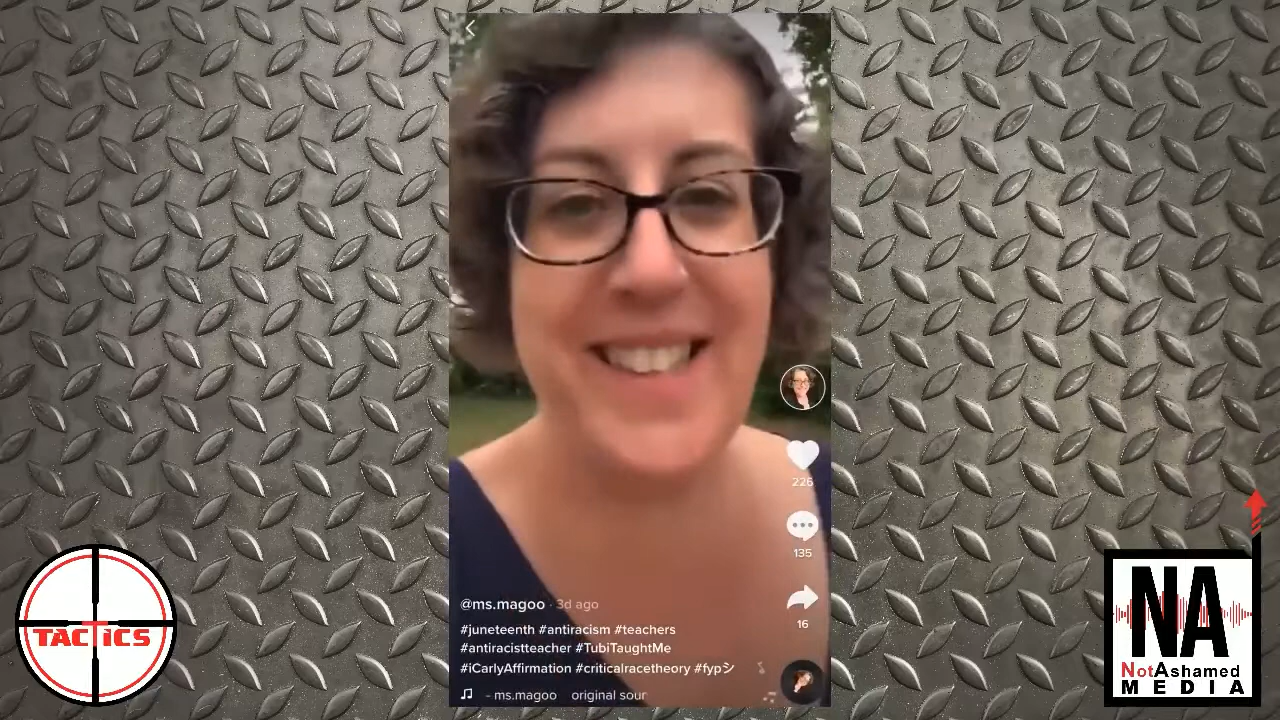 226
135
16
@ms.magoo · 3d ago
#juneteenth #antiracism #teachers
#antiracistteacher #TubiTaughtMe
#iCarlyAffirmation #criticalracetheory #fypシ
- ms.magoo original sour
TACTICS
NA
NotAshamed
MEDIA